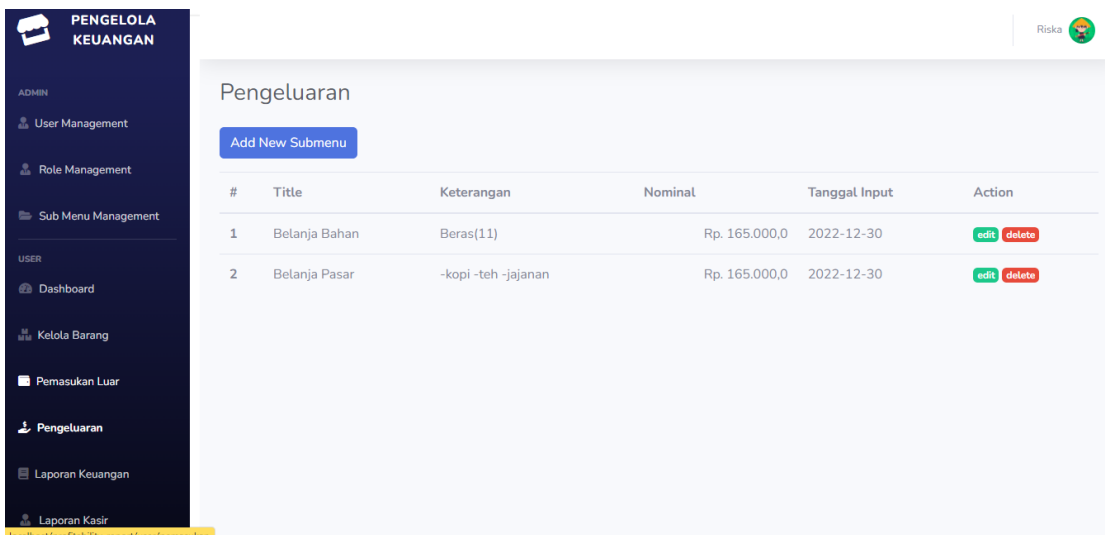 PENGELOLA
KEUANGAN
Riska
ADMIN
User Management
Role Management
Sub Menu Management
USER
Dashboard
Kelola Barang
Pemasukan Luar
Pengeluaran
Laporan Keuangan
Laporan Kasir
Pengeluaran
Add New Submenu
# Title Keterangan Nominal Tanggal Input Action
1 Belanja Bahan Beras(11) Rp. 165.000,0 2022-12-30 edit delete
2 Belanja Pasar -kopi -teh -jajanan Rp. 165.000,0 2022-12-30 edit delete